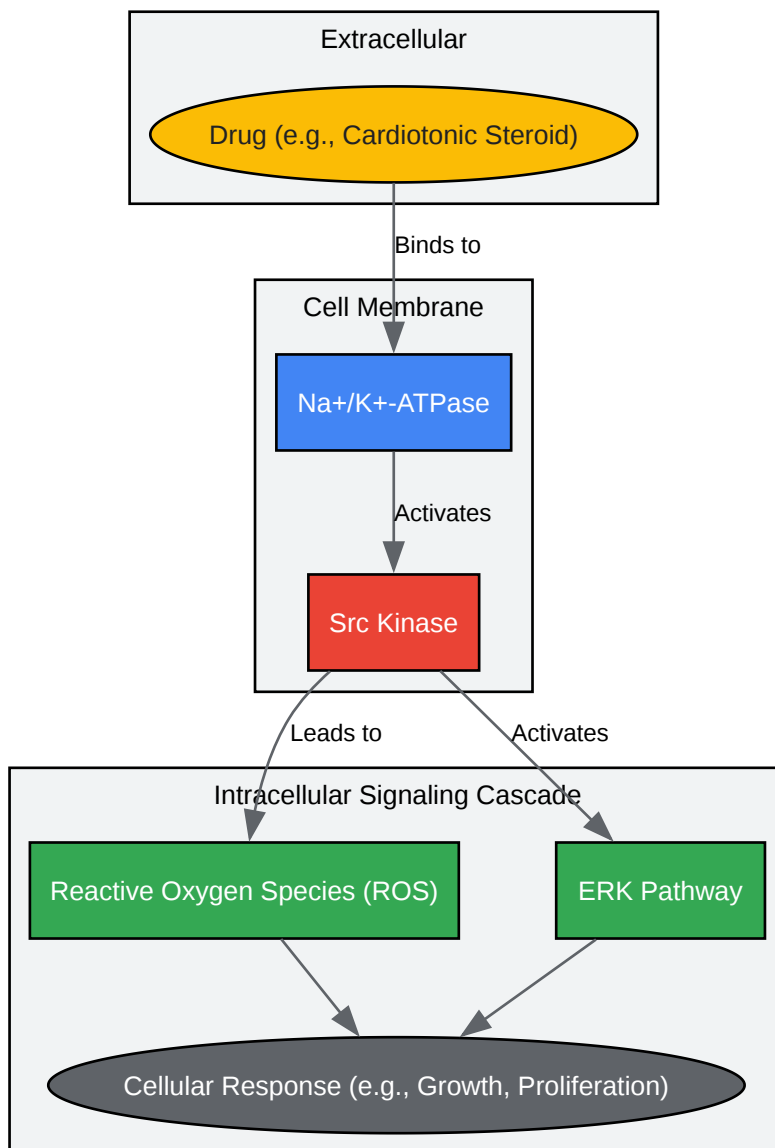 Extracellular
Drug (e.g., Cardiotonic Steroid)
Binds to
Cell Membrane
Na+/K+-ATPase
Activates
Src Kinase
Leads to
Activates
Intracellular Signaling Cascade
Reactive Oxygen Species (ROS)
ERK Pathway
Cellular Response (e.g., Growth, Proliferation)